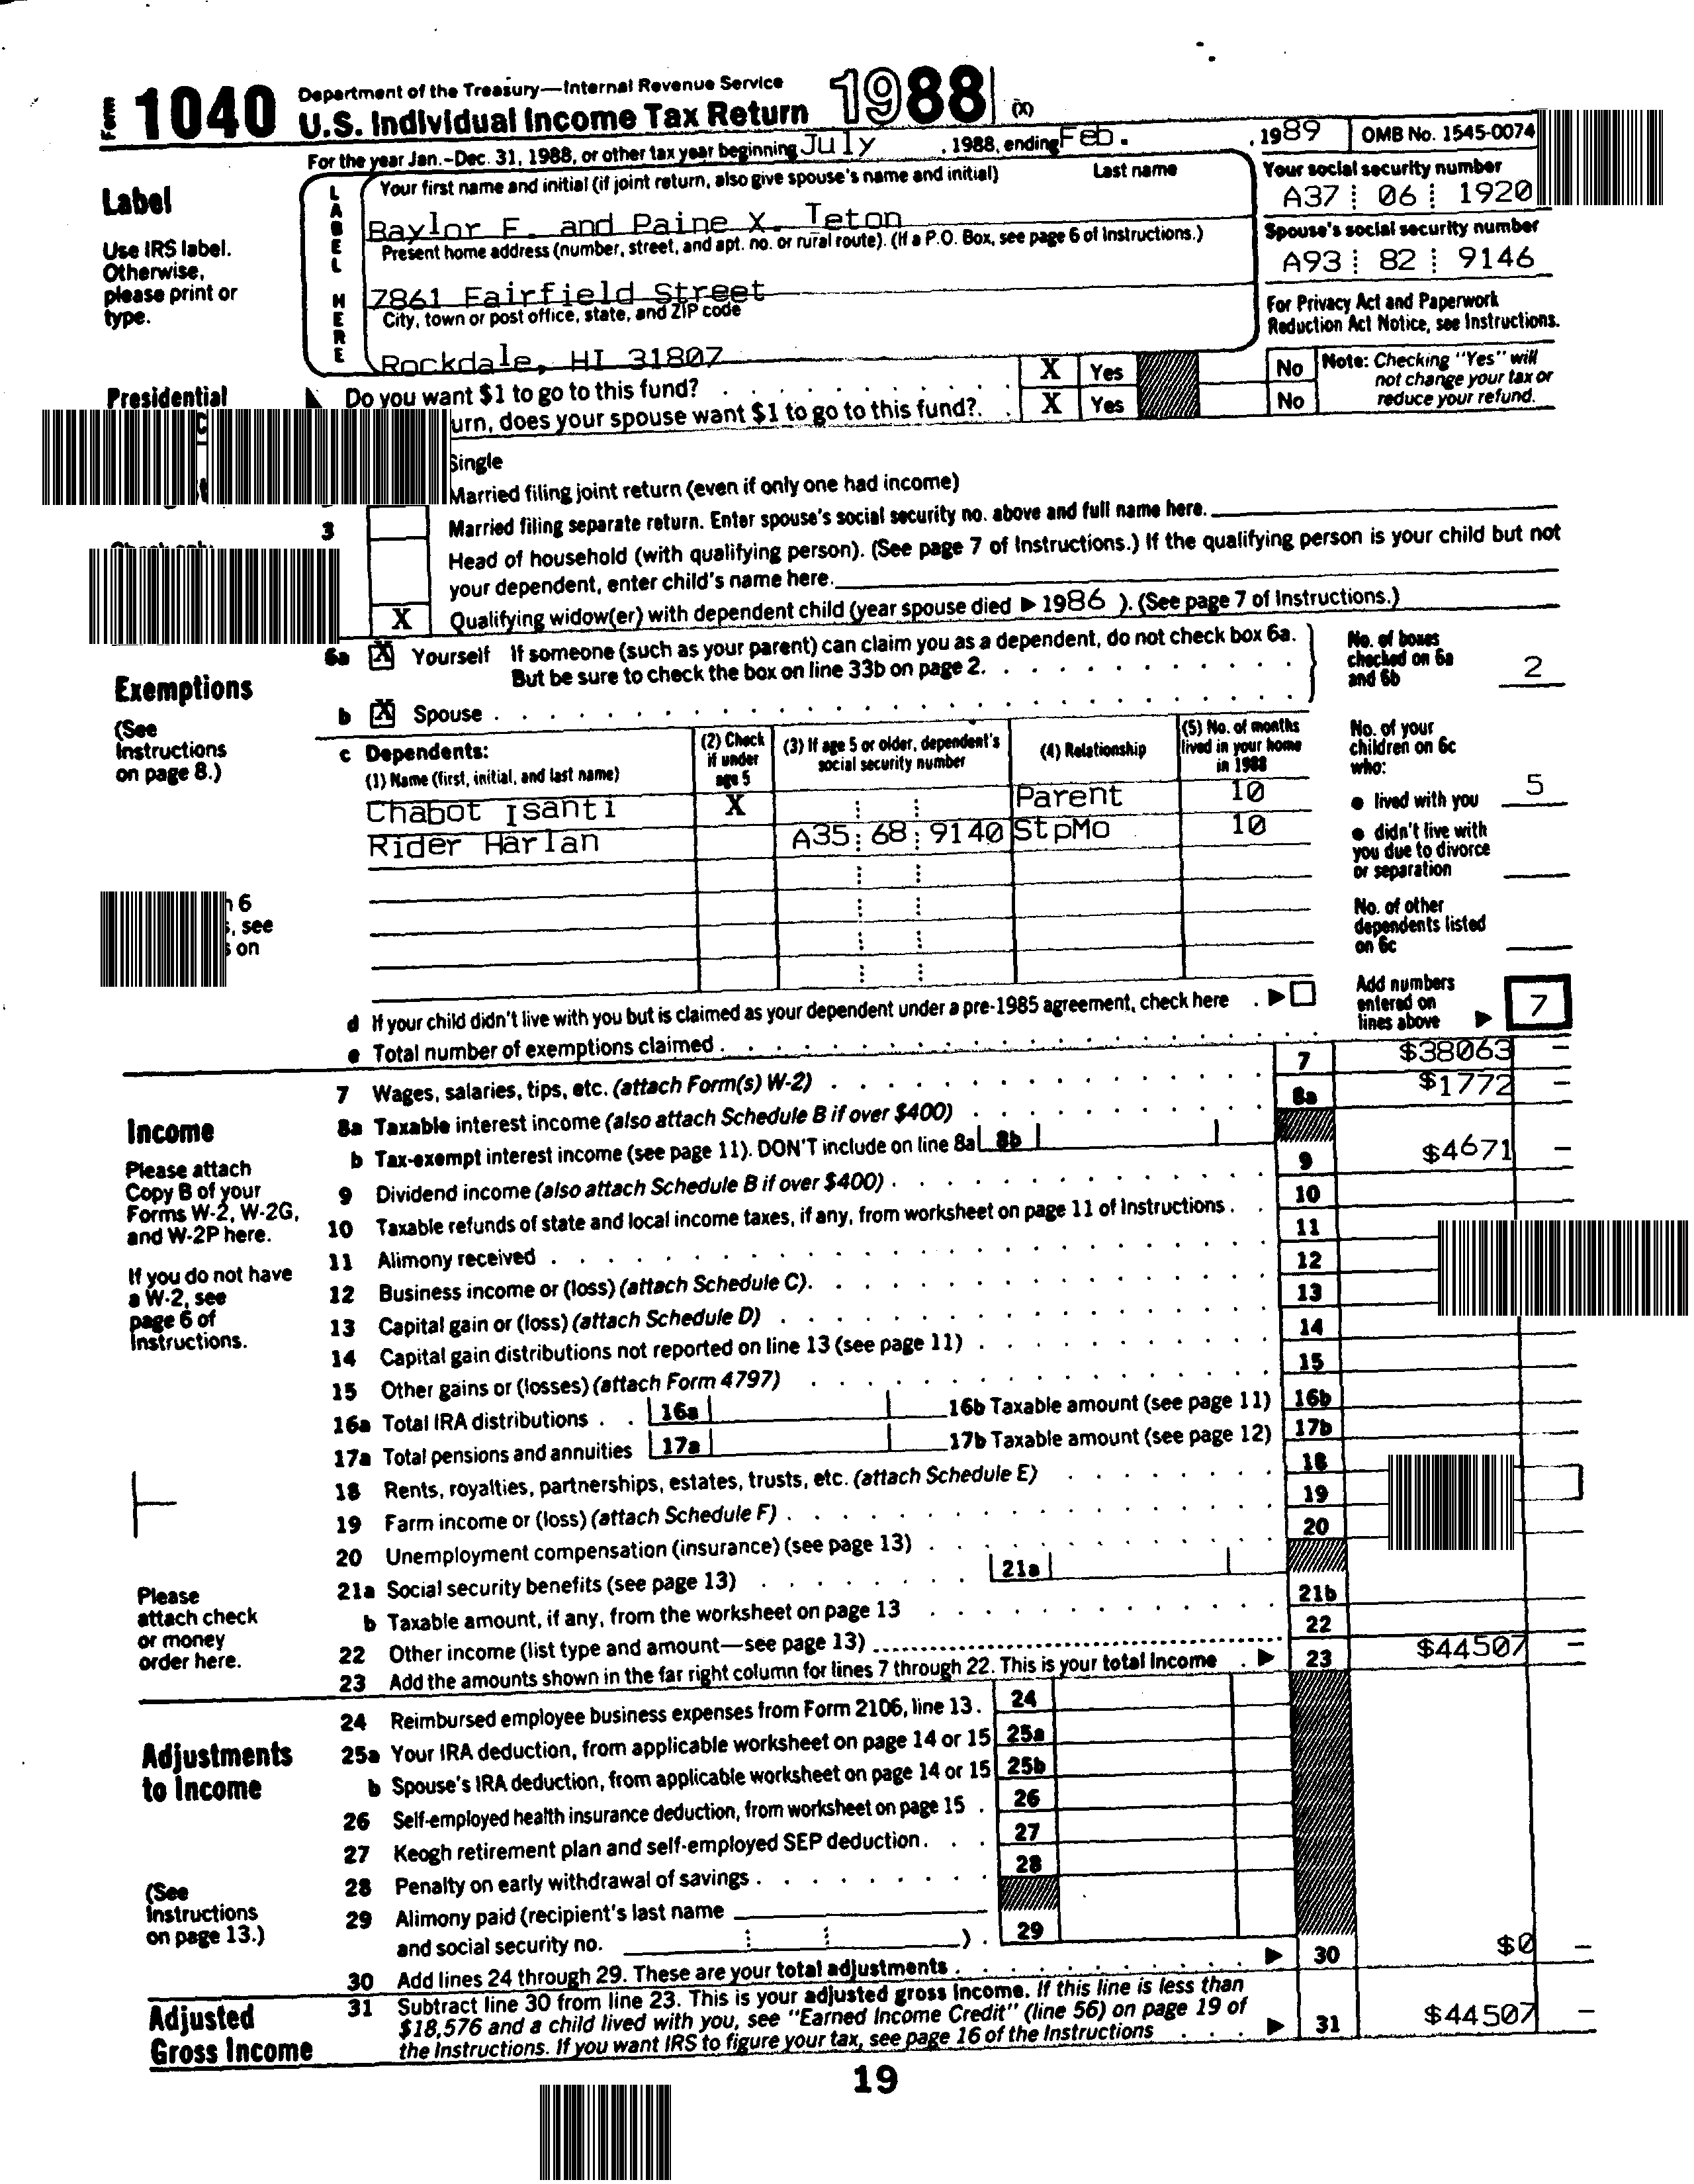 Form 1040 Department of the Treasury—Internal Revenue Service
U.S. Individual Income Tax Return 1988 (X)
For the year Jan.–Dec. 31, 1988, or other tax year beginning July , 1988, ending Feb. , 1989 OMB No. 1545-0074
Label
Use IRS label.
Otherwise,
please print or
type.
LABEL HERE
Your first name and initial (if joint return, also give spouse's name and initial) Last name
Baylor F. and Paine X. Teton
Present home address (number, street, and apt. no. or rural route). (If a P.O. Box, see page 6 of Instructions.)
7861 Fairfield Street
City, town or post office, state, and ZIP code
Rockdale, HI 31807
Your social security number
A37 06 1920
Spouse's social security number
A93 82 9146
For Privacy Act and Paperwork
Reduction Act Notice, see Instructions.
Presidential
Do you want $1 to go to this fund? X Yes No
urn, does your spouse want $1 to go to this fund? X Yes No
Note: Checking "Yes" will
not change your tax or
reduce your refund.
Single
Married filing joint return (even if only one had income)
3 Married filing separate return. Enter spouse's social security no. above and full name here.
Head of household (with qualifying person). (See page 7 of Instructions.) If the qualifying person is your child but not
your dependent, enter child's name here.
X Qualifying widow(er) with dependent child (year spouse died ▶ 1986 ). (See page 7 of Instructions.)
Exemptions
(See
Instructions
on page 8.)
6a X Yourself If someone (such as your parent) can claim you as a dependent, do not check box 6a.
But be sure to check the box on line 33b on page 2.
b X Spouse
No. of boxes
checked on 6a
and 6b 2
c Dependents:
(1) Name (first, initial, and last name)
(2) Check
if under
age 5
(3) If age 5 or older, dependent's
social security number
(4) Relationship
(5) No. of months
lived in your home
in 1988
Chabot Isanti X Parent 10
Rider Harlan A35 68 9140 StpMo 10
No. of your
children on 6c
who:
● lived with you 5
● didn't live with
you due to divorce
or separation
No. of other
dependents listed
on 6c
6
, see
on
d If your child didn't live with you but is claimed as your dependent under a pre-1985 agreement, check here ▶
e Total number of exemptions claimed
Add numbers
entered on
lines above ▶ 7
Income
Please attach
Copy B of your
Forms W-2, W-2G,
and W-2P here.
If you do not have
a W-2, see
page 6 of
Instructions.
Please
attach check
or money
order here.
7 Wages, salaries, tips, etc. (attach Form(s) W-2) 7 $38063 –
8a Taxable interest income (also attach Schedule B if over $400) 8a $1772 –
b Tax-exempt interest income (see page 11). DON'T include on line 8a 8b
9 Dividend income (also attach Schedule B if over $400) 9 $4671 –
10 Taxable refunds of state and local income taxes, if any, from worksheet on page 11 of Instructions 10
11 Alimony received 11
12 Business income or (loss) (attach Schedule C) 12
13 Capital gain or (loss) (attach Schedule D) 13
14 Capital gain distributions not reported on line 13 (see page 11) 14
15 Other gains or (losses) (attach Form 4797) 15
16a Total IRA distributions 16a 16b Taxable amount (see page 11) 16b
17a Total pensions and annuities 17a 17b Taxable amount (see page 12) 17b
18 Rents, royalties, partnerships, estates, trusts, etc. (attach Schedule E) 18
19 Farm income or (loss) (attach Schedule F) 19
20 Unemployment compensation (insurance) (see page 13) 20
21a Social security benefits (see page 13) 21a
b Taxable amount, if any, from the worksheet on page 13 21b
22 Other income (list type and amount—see page 13) 22
23 Add the amounts shown in the far right column for lines 7 through 22. This is your total income ▶ 23 $44507 –
Adjustments
to Income
(See
Instructions
on page 13.)
24 Reimbursed employee business expenses from Form 2106, line 13. 24
25a Your IRA deduction, from applicable worksheet on page 14 or 15 25a
b Spouse's IRA deduction, from applicable worksheet on page 14 or 15 25b
26 Self-employed health insurance deduction, from worksheet on page 15 26
27 Keogh retirement plan and self-employed SEP deduction 27
28 Penalty on early withdrawal of savings 28
29 Alimony paid (recipient's last name
and social security no. ) 29
30 Add lines 24 through 29. These are your total adjustments ▶ 30 $0 –
Adjusted
Gross Income
31 Subtract line 30 from line 23. This is your adjusted gross income. If this line is less than
$18,576 and a child lived with you, see "Earned Income Credit" (line 56) on page 19 of
the Instructions. If you want IRS to figure your tax, see page 16 of the Instructions ▶ 31 $44507 –
19